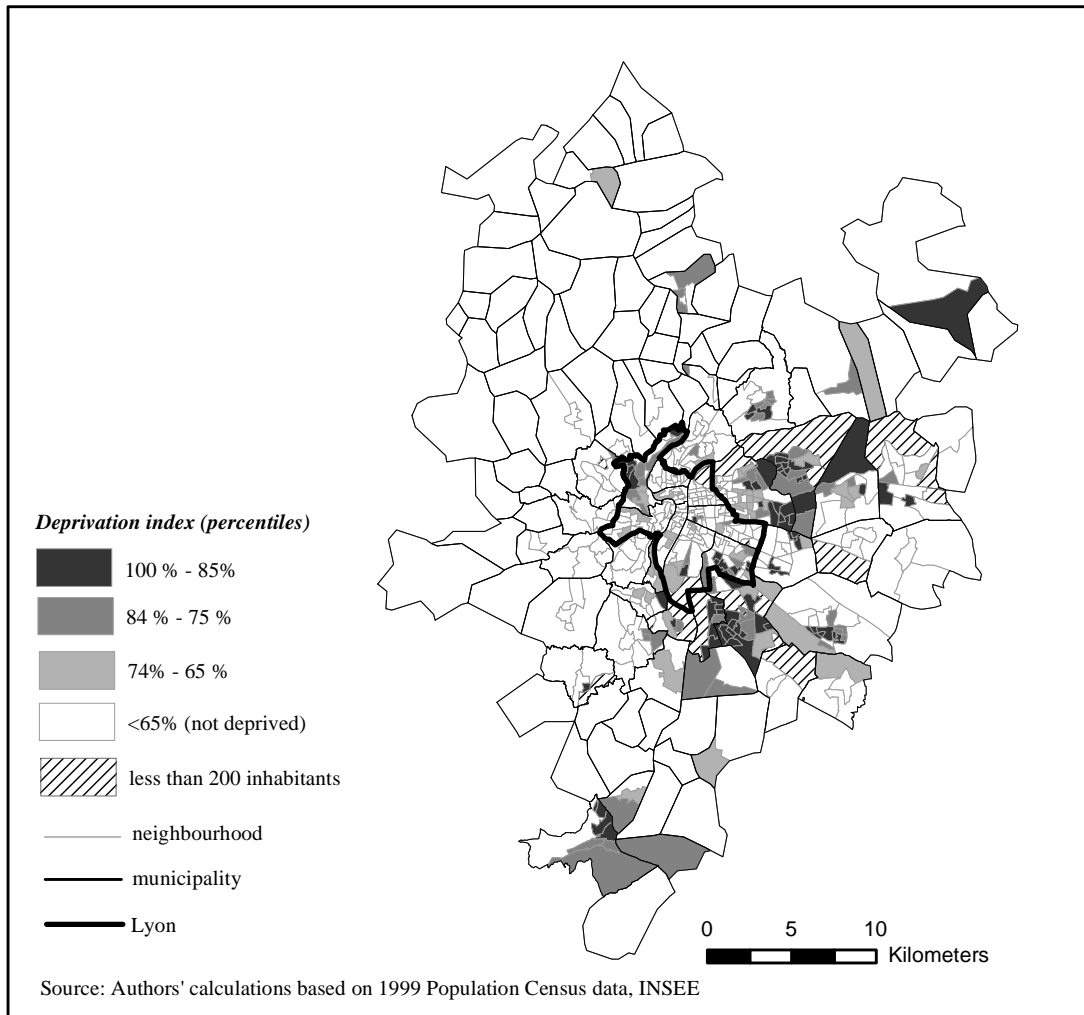 Deprivation index (percentiles)
100 % - 85%
84 % - 75 %
74% - 65 %
<65% (not deprived)
less than 200 inhabitants
neighbourhood
municipality
Lyon
0 5 10
Kilometers
Source: Authors' calculations based on 1999 Population Census data, INSEE